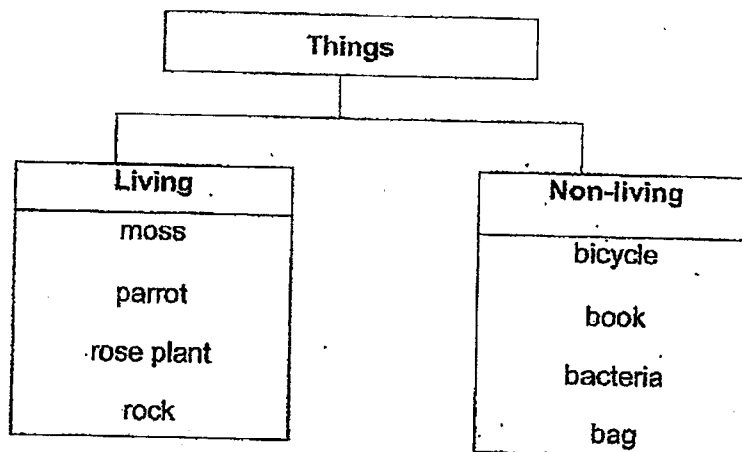 Things
Living
moss
parrot
rose plant
rock
Non-living
bicycle
book
bacteria
bag